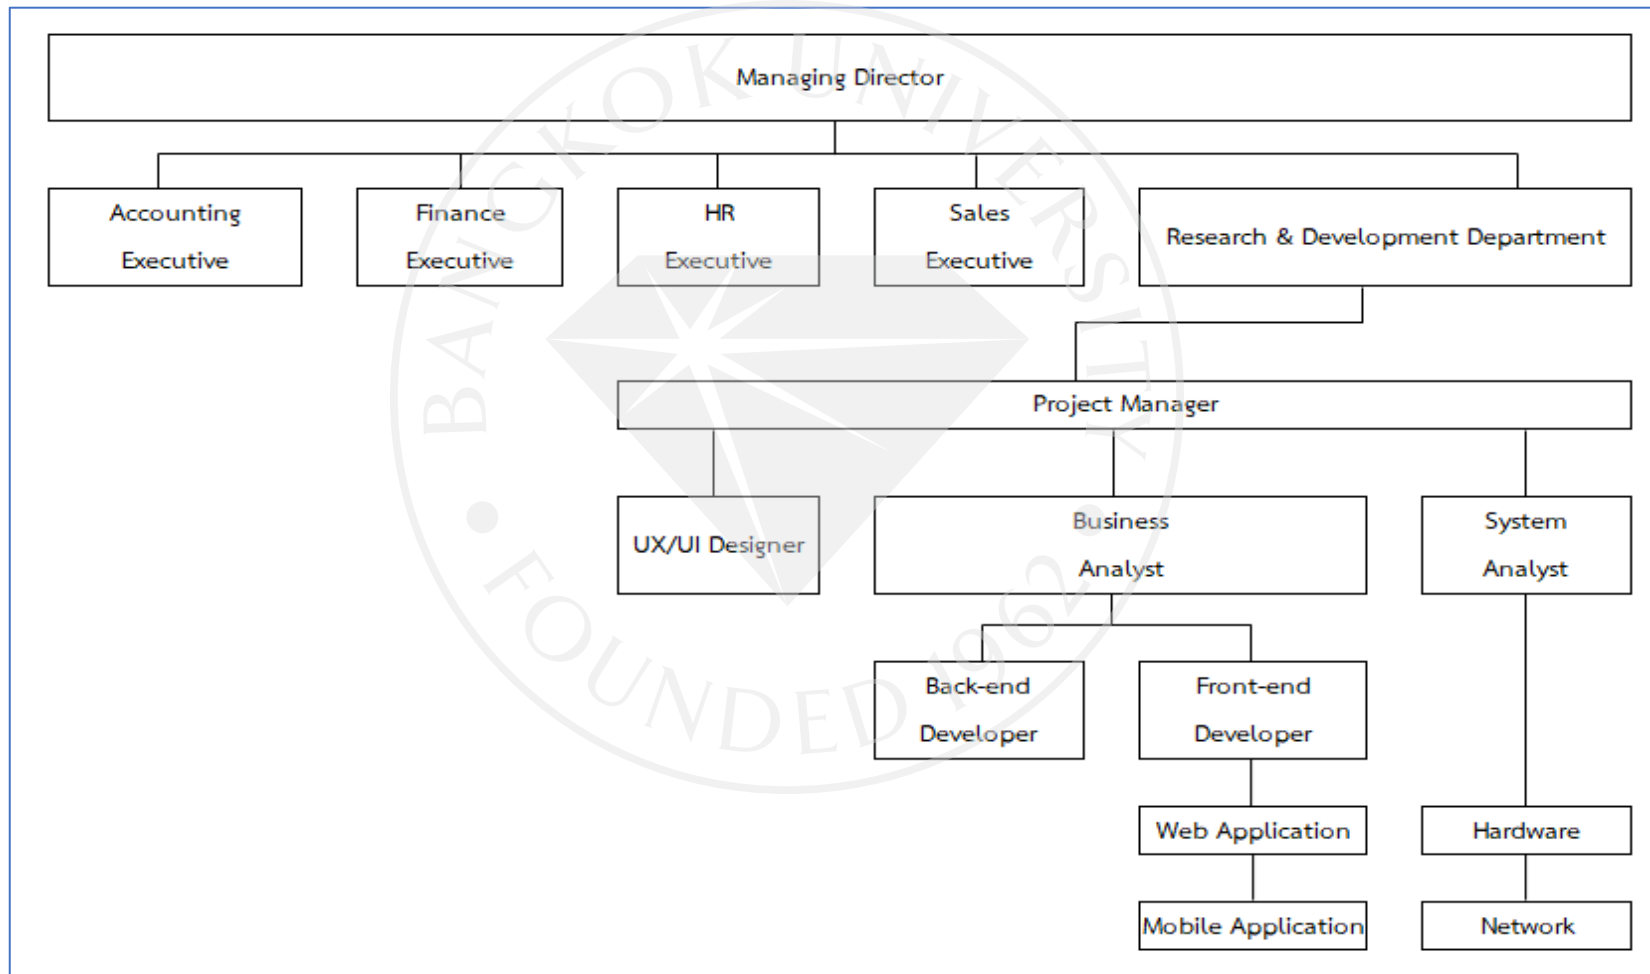 Managing Director
Accounting
Executive
Finance
Executive
HR
Executive
Sales
Executive
Research & Development Department
Project Manager
UX/UI Designer
Business
Analyst
System
Analyst
Back-end
Developer
Front-end
Developer
Web Application
Hardware
Mobile Application
Network
BANGKOK UNIVERSITY
FOUNDED 1962